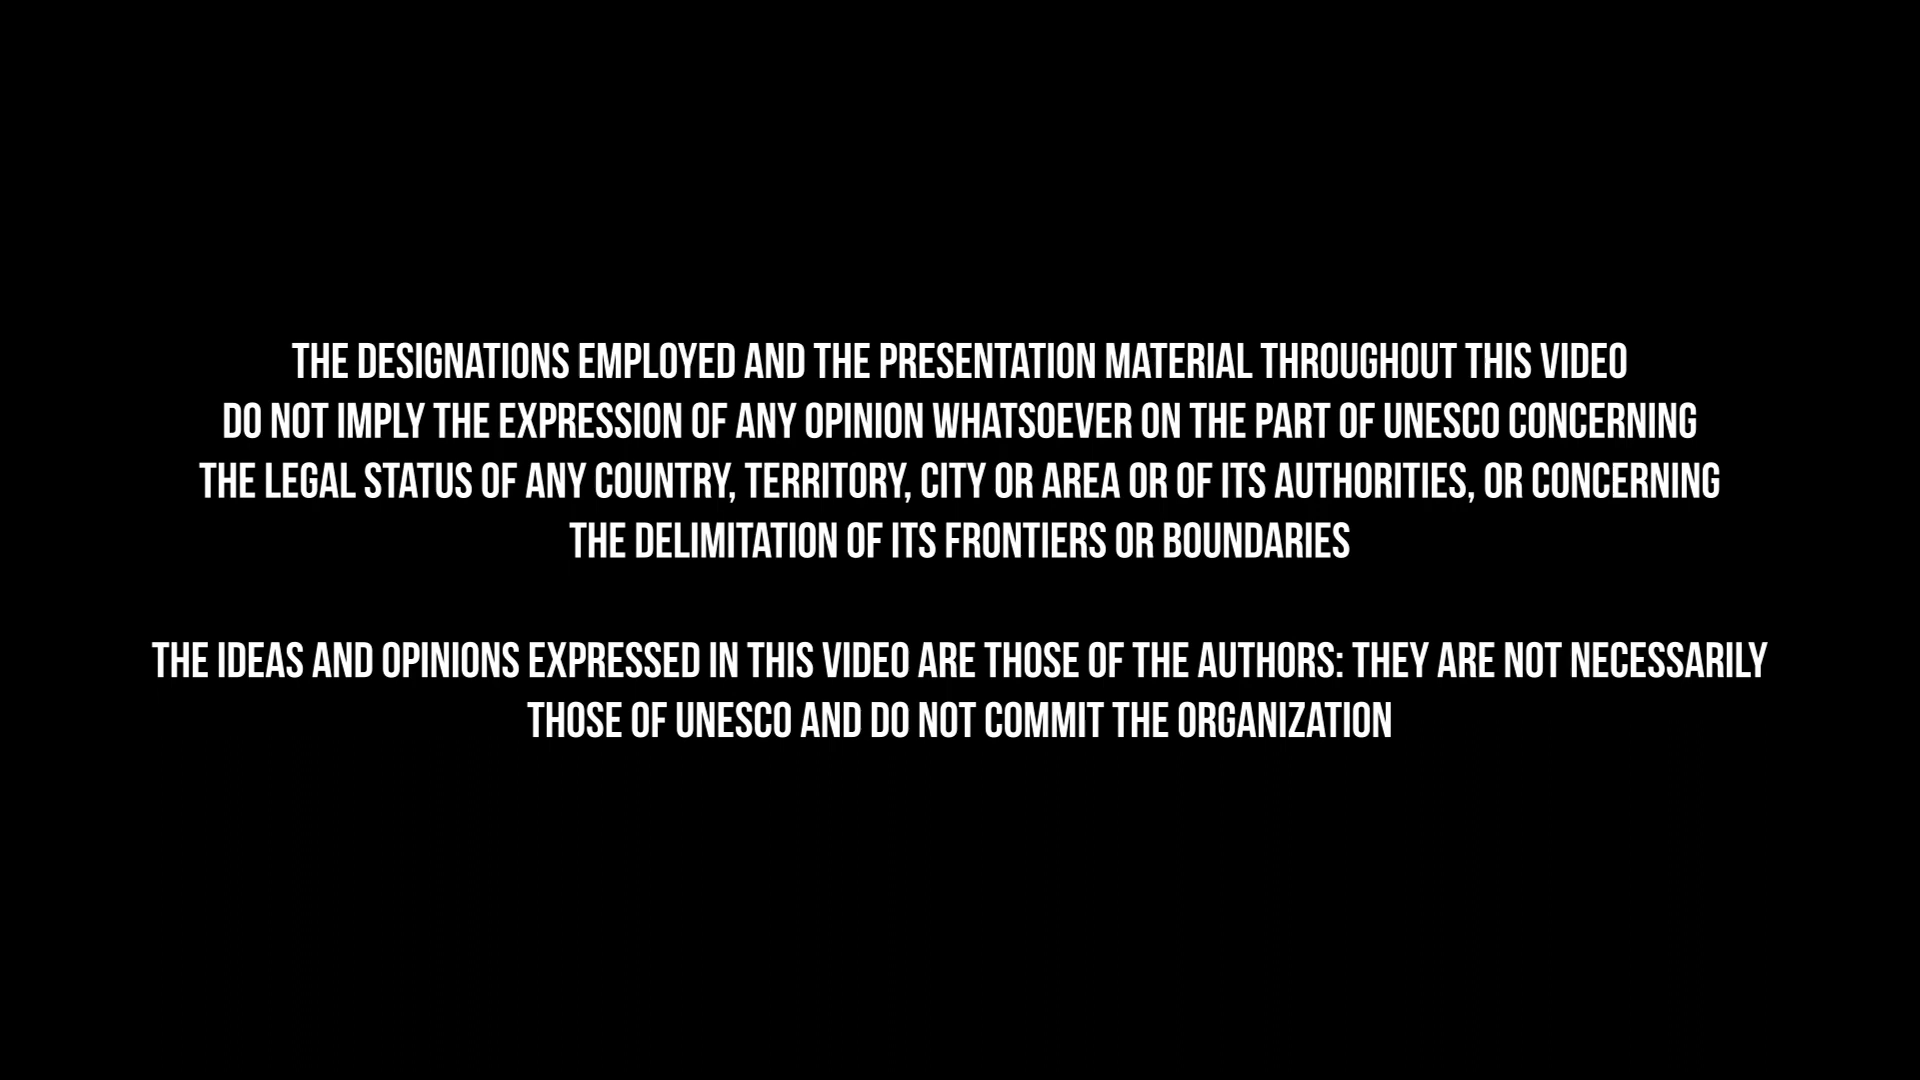 THE DESIGNATIONS EMPLOYED AND THE PRESENTATION MATERIAL THROUGHOUT THIS VIDEO
DO NOT IMPLY THE EXPRESSION OF ANY OPINION WHATSOEVER ON THE PART OF UNESCO CONCERNING
THE LEGAL STATUS OF ANY COUNTRY, TERRITORY, CITY OR AREA OR OF ITS AUTHORITIES, OR CONCERNING
THE DELIMITATION OF ITS FRONTIERS OR BOUNDARIES
THE IDEAS AND OPINIONS EXPRESSED IN THIS VIDEO ARE THOSE OF THE AUTHORS: THEY ARE NOT NECESSARILY
THOSE OF UNESCO AND DO NOT COMMIT THE ORGANIZATION